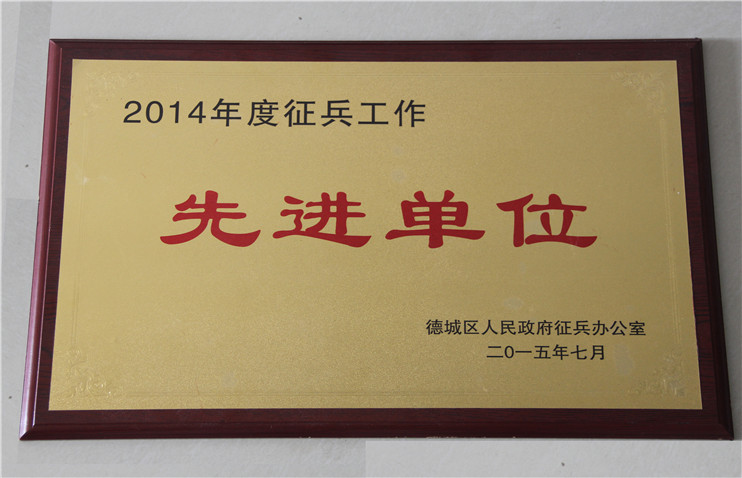 2014年度征兵工作
先进单位
德城区人民政府征兵办公室
二〇一五年七月